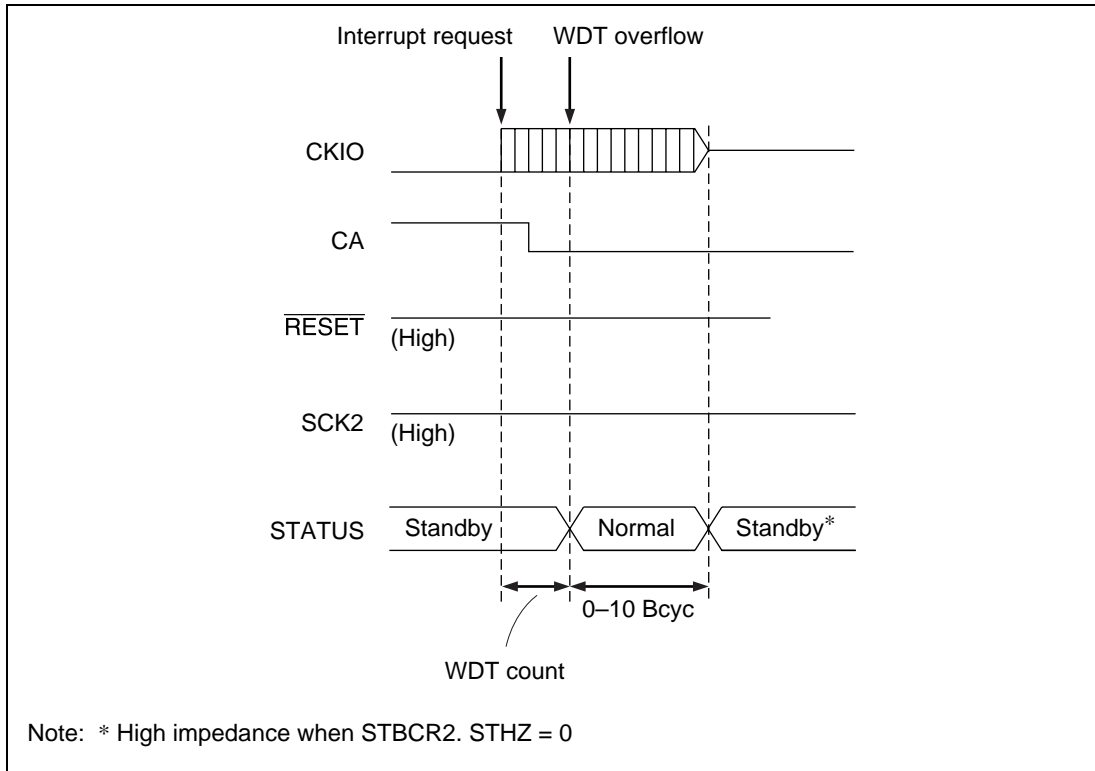 Interrupt request WDT overflow
CKIO
CA
RESET
(High)
SCK2
(High)
STATUS Standby Normal Standby*
0–10 Bcyc
WDT count
Note: * High impedance when STBCR2. STHZ = 0